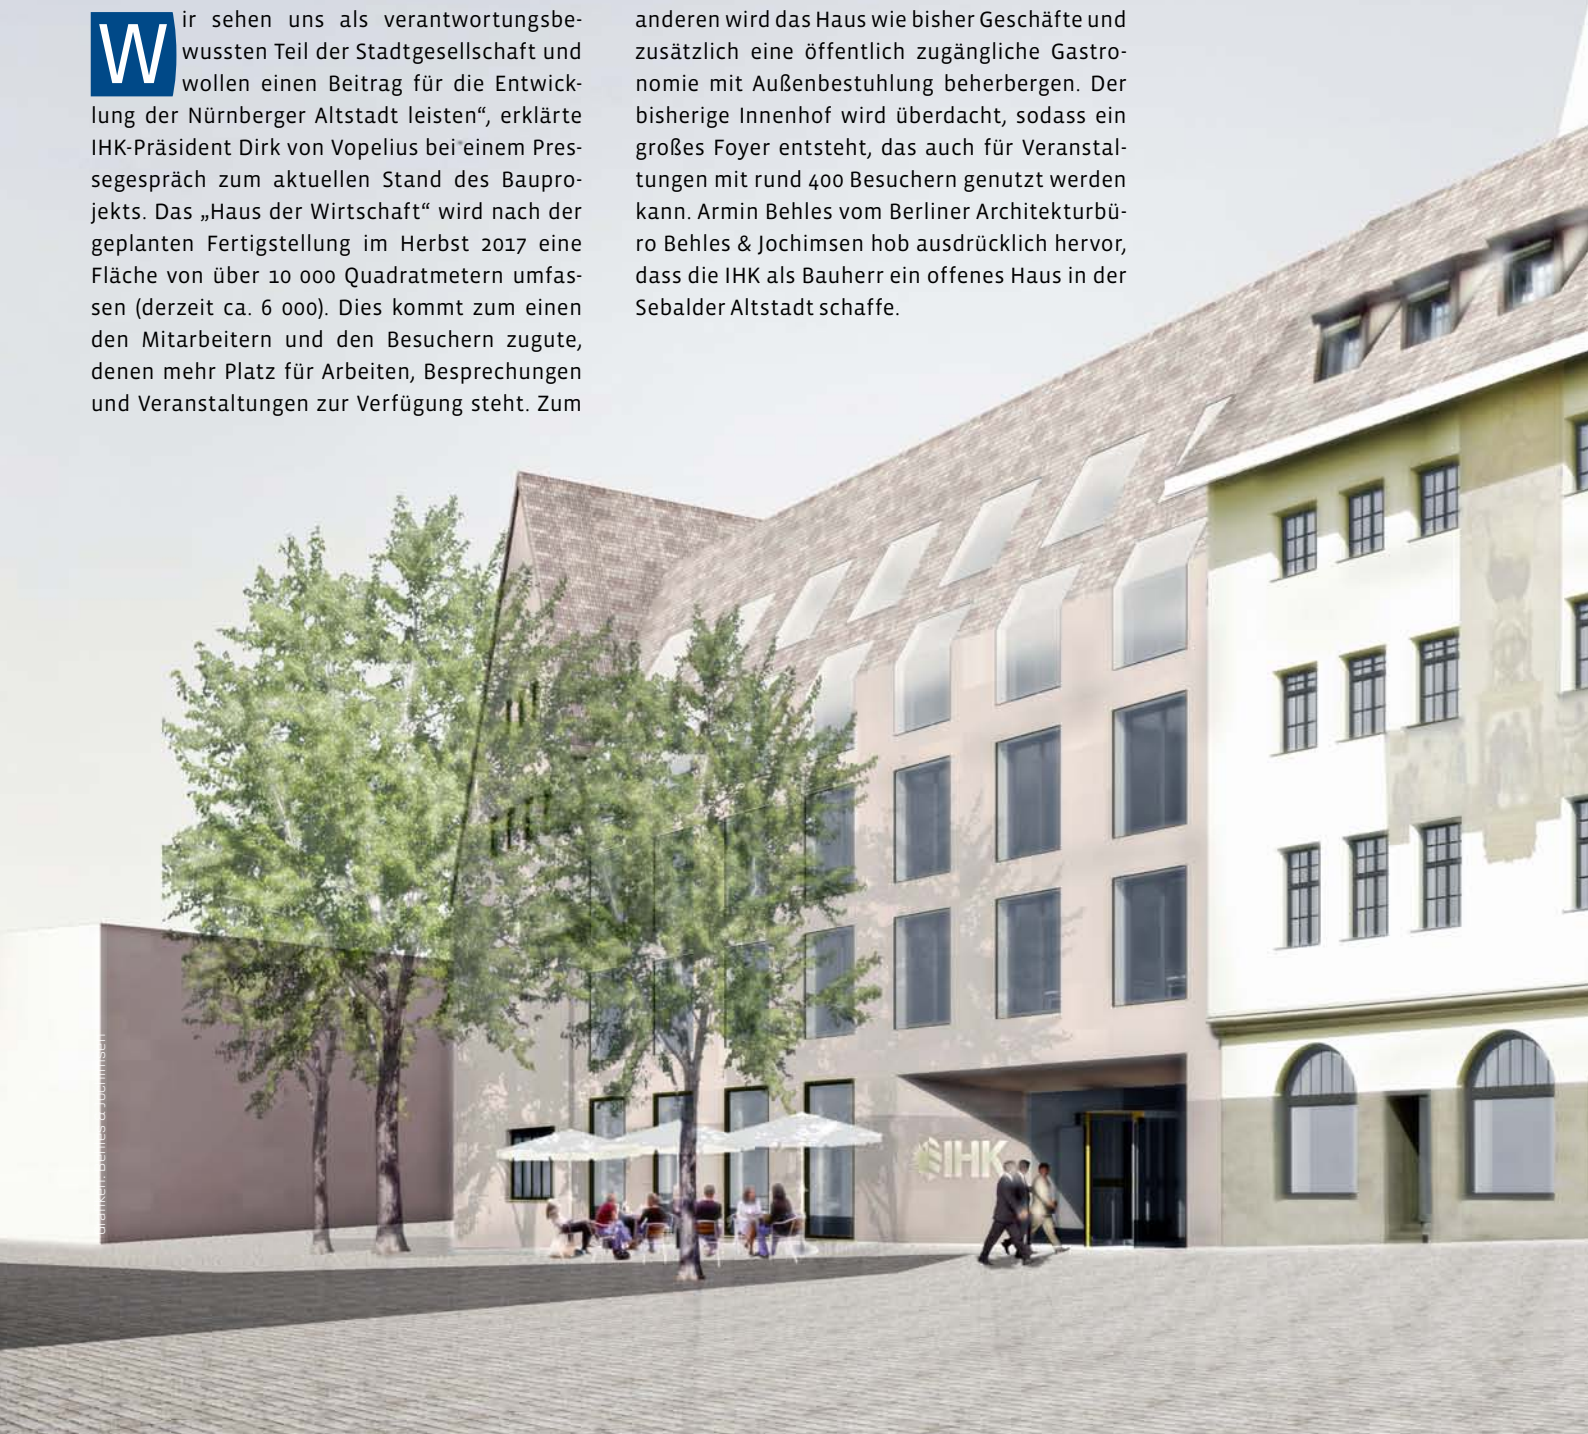 Wir sehen uns als verantwortungsbe-
wussten Teil der Stadtgesellschaft und
wollen einen Beitrag für die Entwick-
lung der Nürnberger Altstadt leisten“, erklärte
IHK-Präsident Dirk von Vopelius bei einem Pres-
segespräch zum aktuellen Stand des Baupro-
jekts. Das „Haus der Wirtschaft“ wird nach der
geplanten Fertigstellung im Herbst 2017 eine
Fläche von über 10 000 Quadratmetern umfas-
sen (derzeit ca. 6 000). Dies kommt zum einen
den Mitarbeitern und den Besuchern zugute,
denen mehr Platz für Arbeiten, Besprechungen
und Veranstaltungen zur Verfügung steht. Zum
anderen wird das Haus wie bisher Geschäfte und
zusätzlich eine öffentlich zugängliche Gastro-
nomie mit Außenbestuhlung beherbergen. Der
bisherige Innenhof wird überdacht, sodass ein
großes Foyer entsteht, das auch für Veranstal-
tungen mit rund 400 Besuchern genutzt werden
kann. Armin Behles vom Berliner Architekturbü-
ro Behles & Jochimsen hob ausdrücklich hervor,
dass die IHK als Bauherr ein offenes Haus in der
Sebalder Altstadt schaffe.
Grafiken: Behles & Jochimsen
IHK